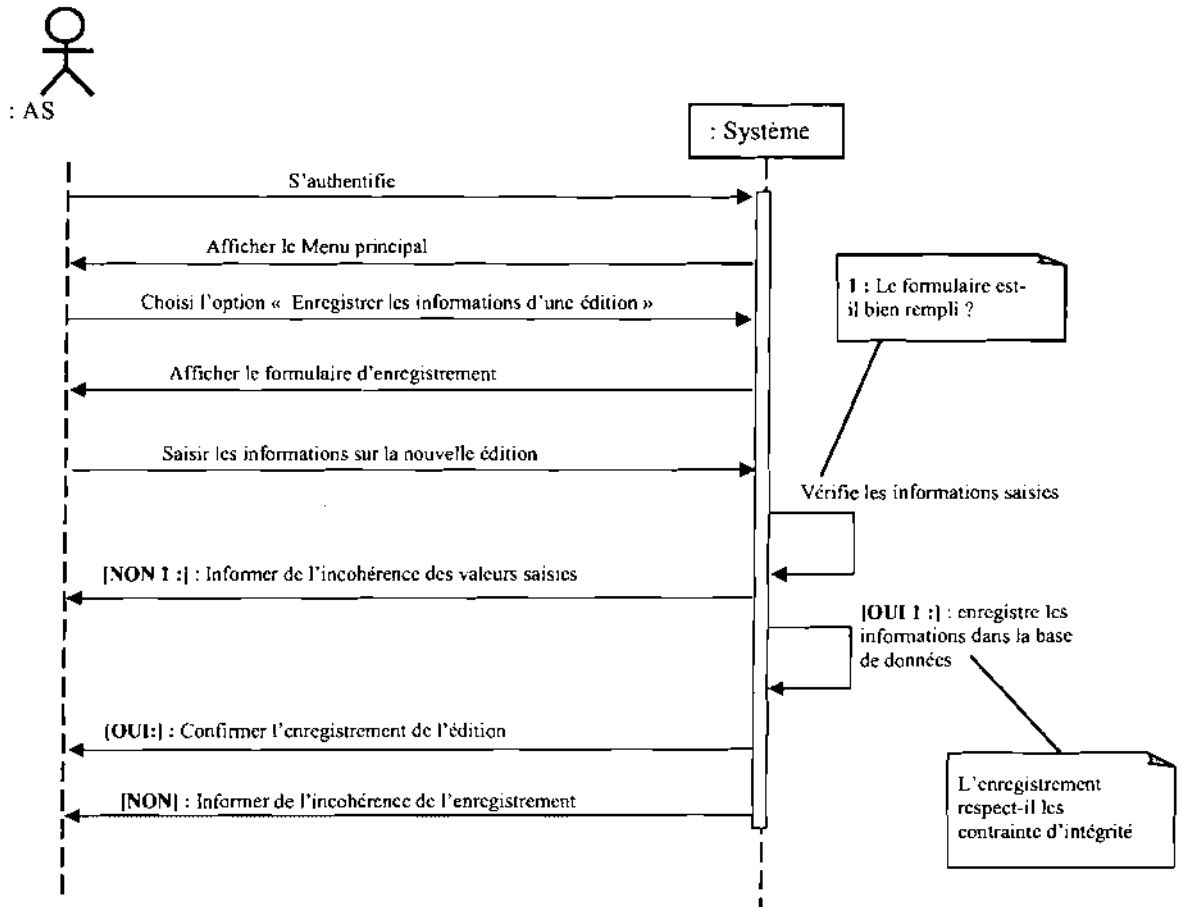 : AS
: Système
S'authentifie
Afficher le Menu principal
1 : Le formulaire est-
il bien rempli ?
Choisi l'option « Enregistrer les informations d'une édition »
Afficher le formulaire d'enregistrement
Saisir les informations sur la nouvelle édition
Vérifie les informations saisies
[NON 1 :] : Informer de l'incohérence des valeurs saisies
[OUI 1 :] : enregistre les
informations dans la base
de données
[OUI:] : Confirmer l'enregistrement de l'édition
L'enregistrement
respect-il les
contrainte d'intégrité
[NON] : Informer de l'incohérence de l'enregistrement